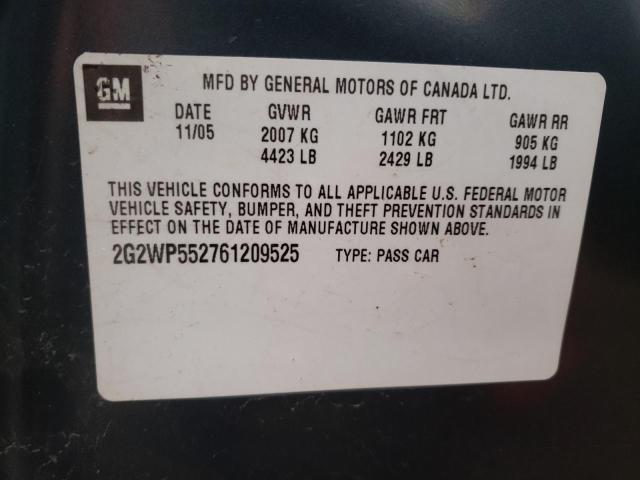 GM
MFD BY GENERAL MOTORS OF CANADA LTD.
DATE GVWR GAWR FRT GAWR RR
11/05 2007 KG 1102 KG 905 KG
4423 LB 2429 LB 1994 LB
THIS VEHICLE CONFORMS TO ALL APPLICABLE U.S. FEDERAL MOTOR
VEHICLE SAFETY, BUMPER, AND THEFT PREVENTION STANDARDS IN
EFFECT ON THE DATE OF MANUFACTURE SHOWN ABOVE.
2G2WP552761209525 TYPE: PASS CAR